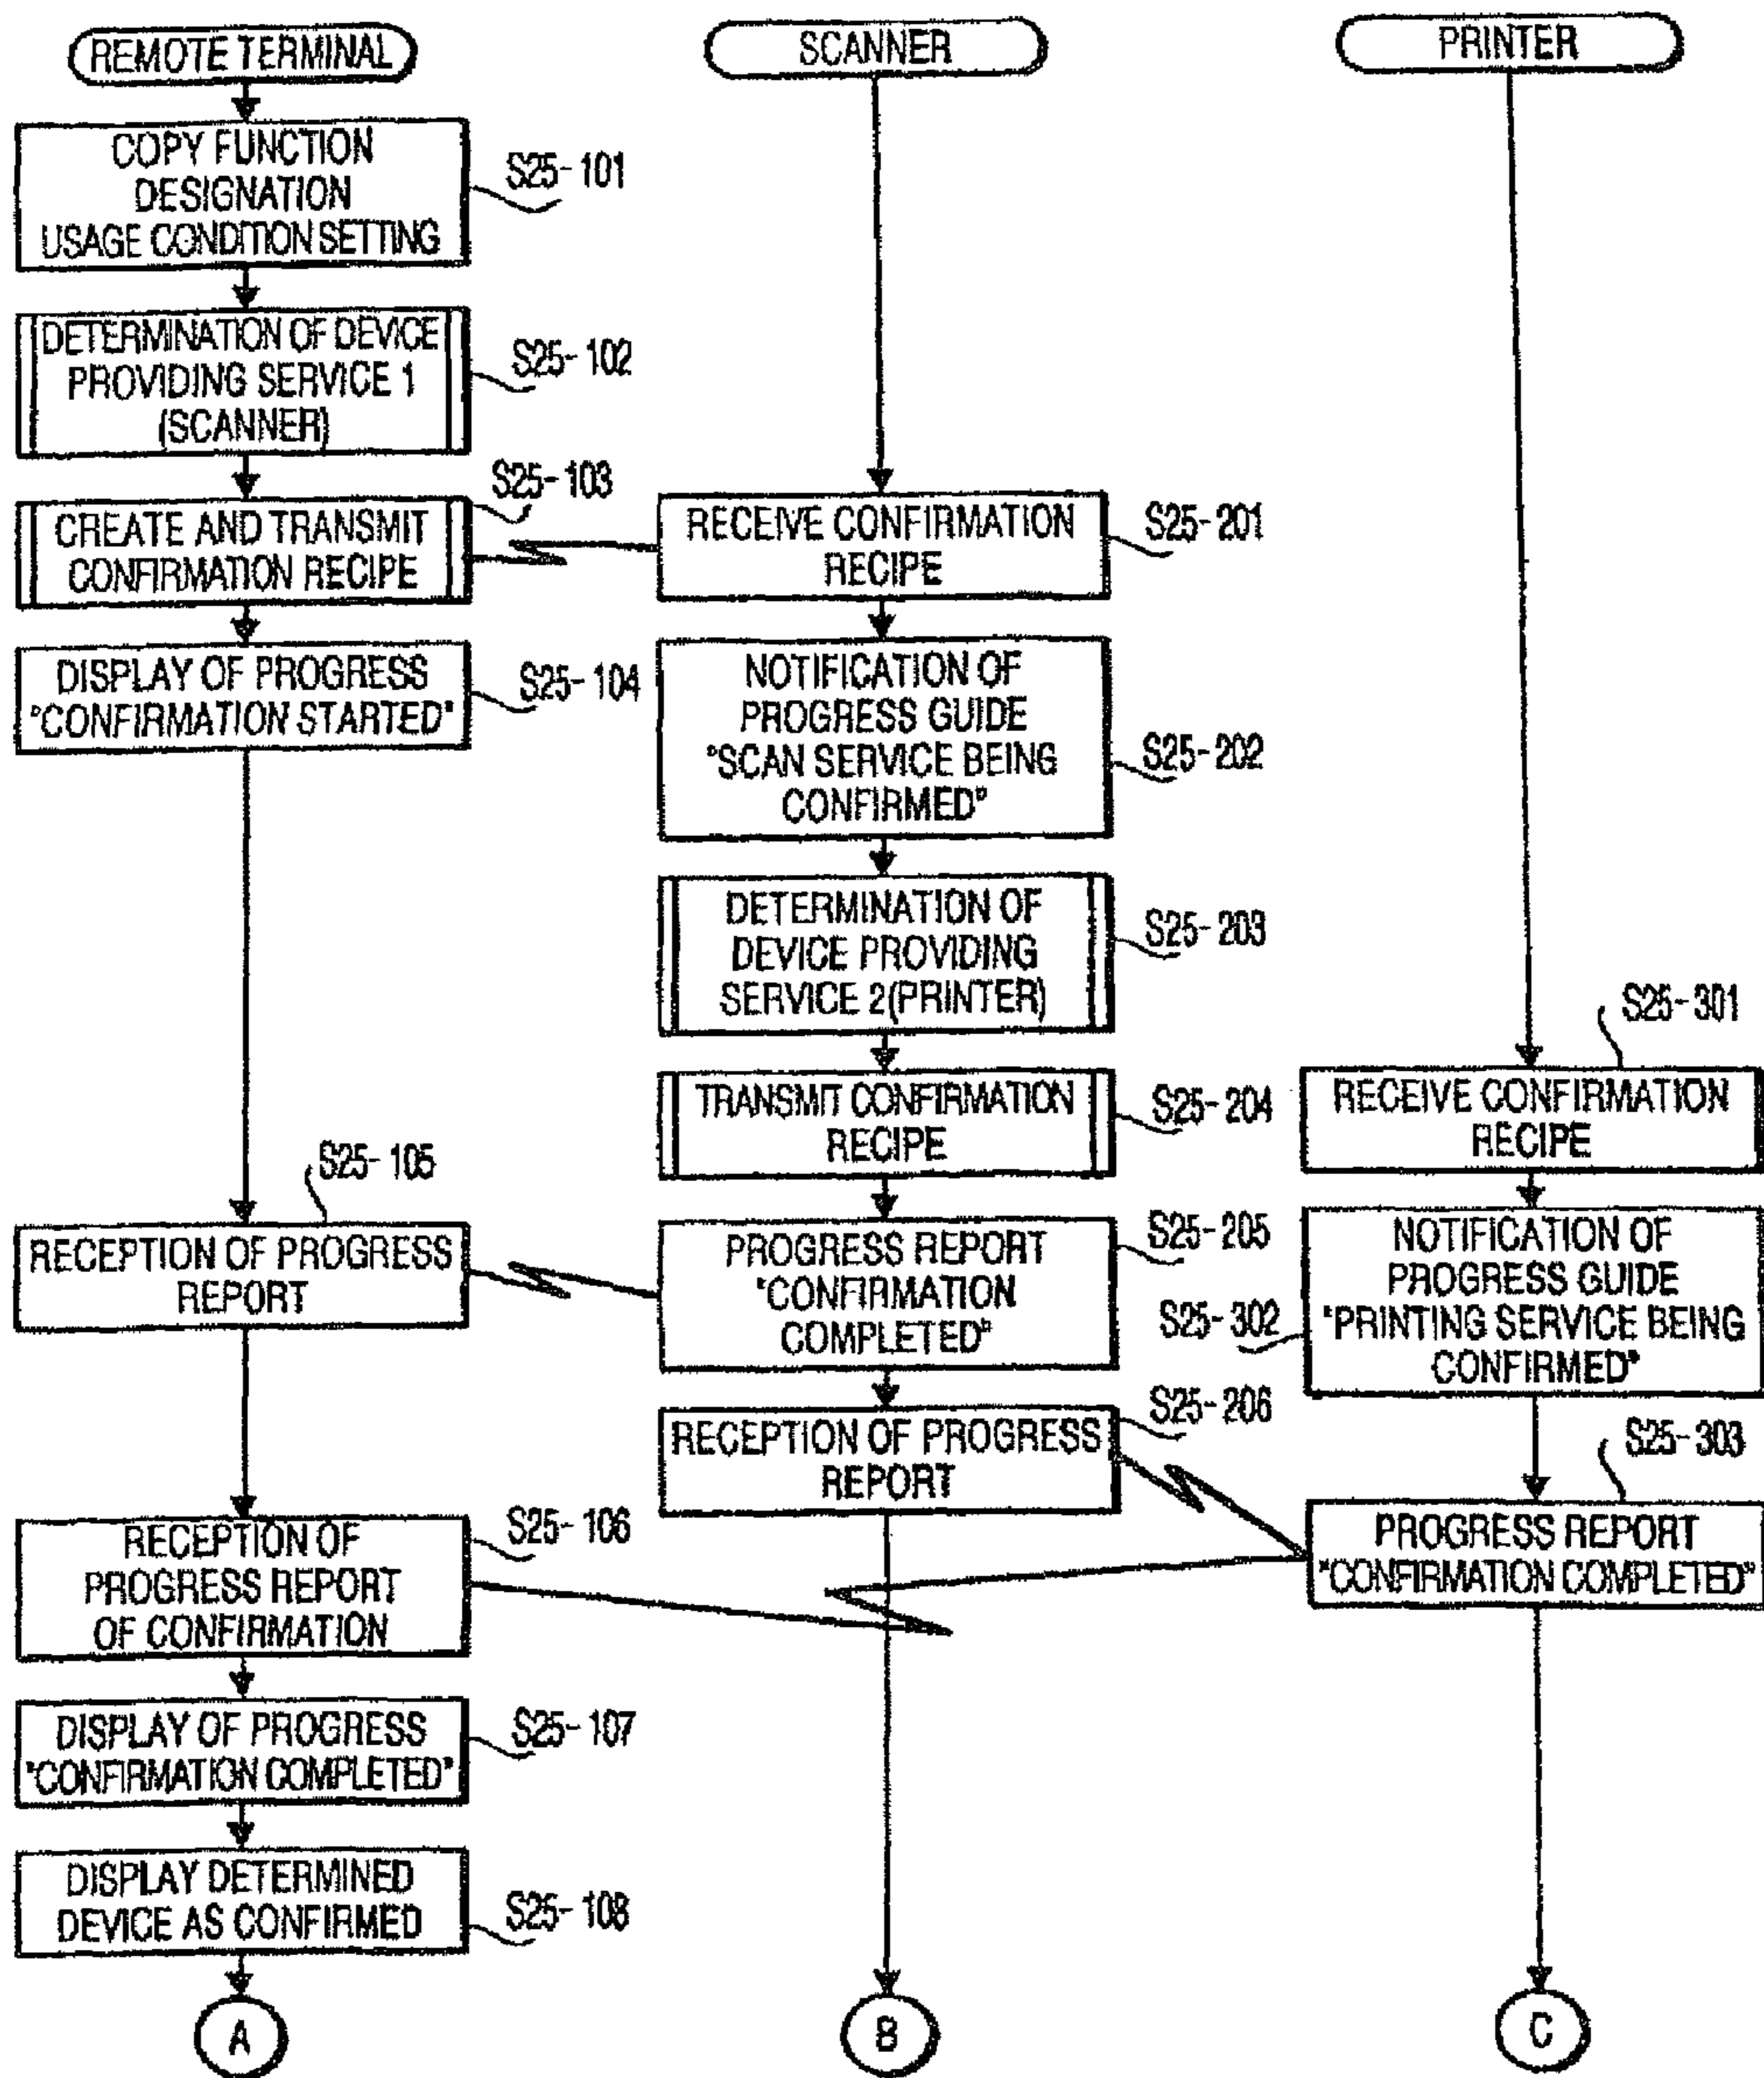 REMOTE TERMINAL
COPY FUNCTION
DESIGNATION
USAGE CONDITION SETTING
S25-101
DETERMINATION OF DEVICE
PROVIDING SERVICE 1
(SCANNER)
S25-102
CREATE AND TRANSMIT
CONFIRMATION RECIPE
S25-103
DISPLAY OF PROGRESS
"CONFIRMATION STARTED"
S25-104
RECEPTION OF PROGRESS
REPORT
S25-105
RECEPTION OF
PROGRESS REPORT
OF CONFIRMATION
S25-106
DISPLAY OF PROGRESS
"CONFIRMATION COMPLETED"
S25-107
DISPLAY DETERMINED
DEVICE AS CONFIRMED
S25-108
A
SCANNER
RECEIVE CONFIRMATION
RECIPE
S25-201
NOTIFICATION OF
PROGRESS GUIDE
"SCAN SERVICE BEING
CONFIRMED"
S25-202
DETERMINATION OF
DEVICE PROVIDING
SERVICE 2(PRINTER)
S25-203
TRANSMIT CONFIRMATION
RECIPE
S25-204
PROGRESS REPORT
"CONFIRMATION
COMPLETED"
S25-205
RECEPTION OF PROGRESS
REPORT
S25-206
B
PRINTER
S25-301
RECEIVE CONFIRMATION
RECIPE
NOTIFICATION OF
PROGRESS GUIDE
"PRINTING SERVICE BEING
CONFIRMED"
S25-302
S25-303
PROGRESS REPORT
"CONFIRMATION COMPLETED"
C